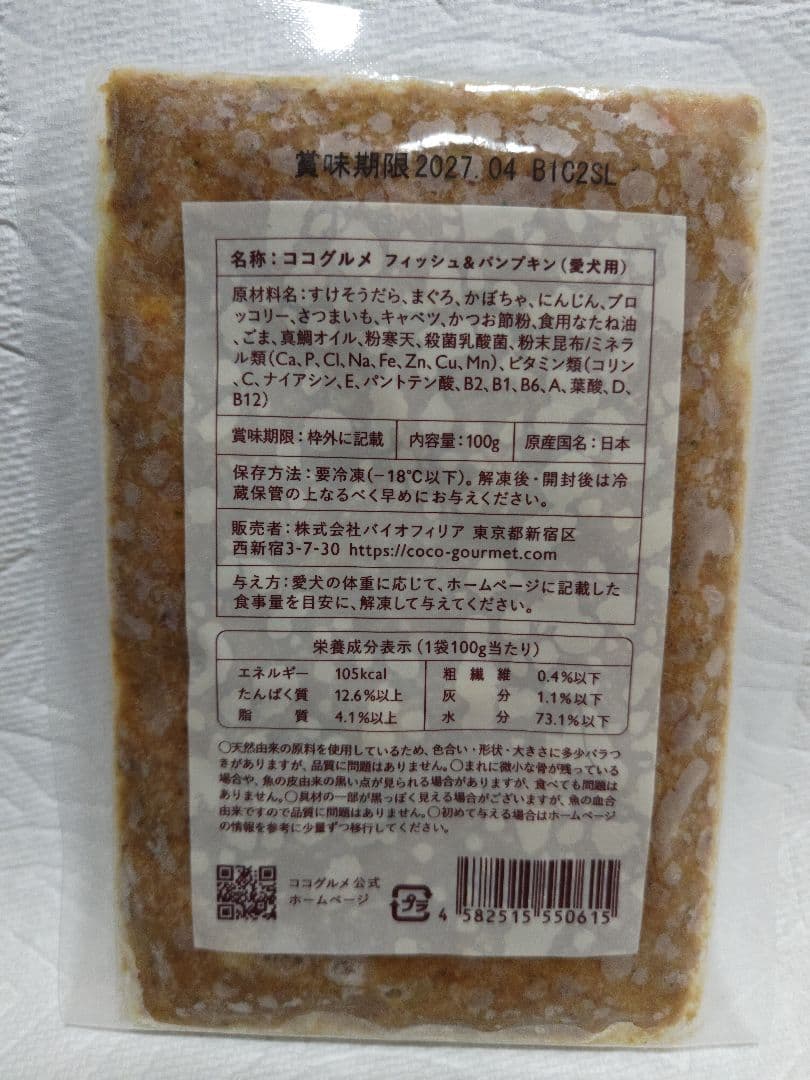 賞味期限2027.04 B1C2SL
名称：ココグルメ フィッシュ&パンプキン（愛犬用）
原材料名：すけそうだら、まぐろ、かぼちゃ、にんじん、ブロ
ッコリー、さつまいも、キャベツ、かつお節粉、食用なたね油
、ごま、真鯛オイル、粉寒天、殺菌乳酸菌、粉末昆布/ミネラ
ル類（Ca、P、Cl、Na、Fe、Zn、Cu、Mn）、ビタミン類（コリン
、C、ナイアシン、E、パントテン酸、B2、B1、B6、A、葉酸、D、
B12）
賞味期限：枠外に記載 内容量：100g 原産国名：日本
保存方法：要冷凍（−18℃以下）。解凍後・開封後は冷
蔵保管の上なるべく早めにお与えください。
販売者：株式会社バイオフィリア 東京都新宿区
西新宿3-7-30 https://coco-gourmet.com
与え方：愛犬の体重に応じて、ホームページに記載した
食事量を目安に、解凍して与えてください。
栄養成分表示（1袋100g当たり）
エネルギー 105kcal 粗繊維 0.4%以下
たんぱく質 12.6%以上 灰分 1.1%以下
脂質 4.1%以上 水分 73.1%以下
○天然由来の原料を使用しているため、色合い・形状・大きさに多少バラつ
きがありますが、品質に問題はありません。○まれに微小な骨が残っている
場合や、魚の皮由来の黒い点が見られる場合がありますが、食べても問題は
ありません。○具材の一部が黒っぽく見える場合がございますが、魚の血合
由来ですので品質に問題はありません。○初めて与える場合はホームページ
の情報を参考に少量ずつ移行してください。
ココグルメ公式
ホームページ
プラ
4 582515 550615